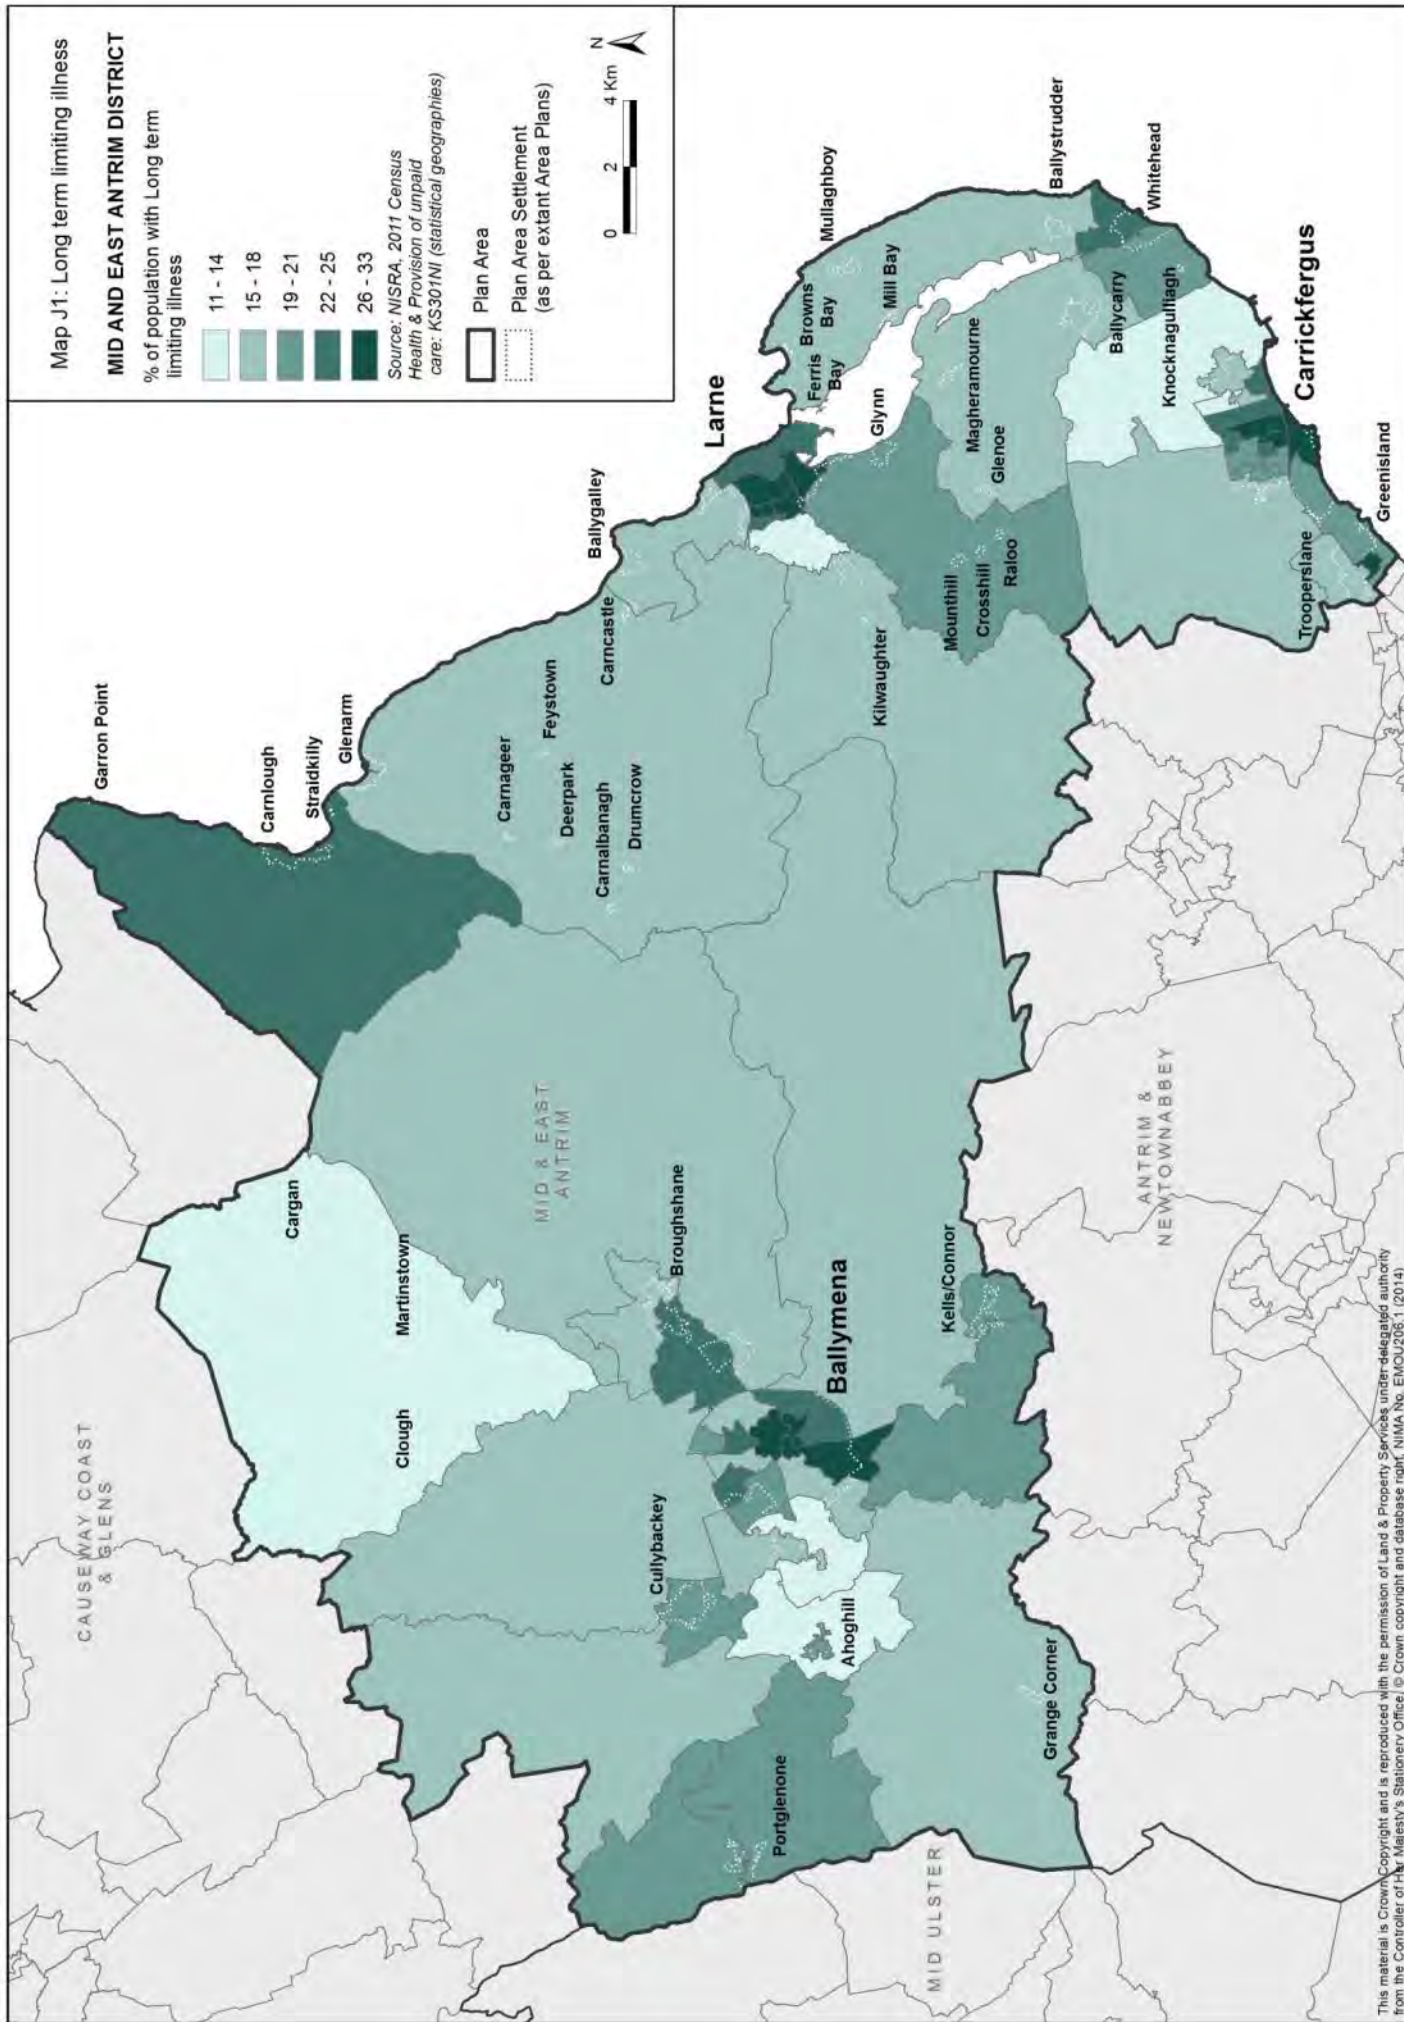 Map J1: Long term limiting illness
MID AND EAST ANTRIM DISTRICT
% of population with Long term
limiting illness
11 - 14
15 - 18
19 - 21
22 - 25
26 - 33
Source: NISRA, 2011 Census
Health & Provision of unpaid
care: KS301NI (statistical geographies)
Plan Area
Plan Area Settlement
(as per extant Area Plans)
0 2 4 Km
N
Garron Point
Carnlough
Straidkilly
Glenarm
CAUSEWAY COAST
& GLENS
Cargan
Martinstown
Clough
Carnageer
Feystown
Deerpark
Carnalbanagh
Drumcrow
Carncastle
Ballygalley
MID & EAST
ANTRIM
Broughshane
Cullybackey
Larne
Ballymena
Ahoghill
Portglenone
Kilwaughter
Ferris
Bay
Browns
Bay
Mullaghboy
Mill Bay
Glynn
Magheramourne
Glenoe
Mounthill
Crosshill
Raloo
Kells/Connor
Grange Corner
MID ULSTER
Ballystrudder
Whitehead
Ballycarry
Knocknagulliagh
Carrickfergus
Trooperslane
Greenisland
ANTRIM &
NEWTOWNABBEY
This material is Crown Copyright and is reproduced with the permission of Land & Property Services under delegated authority
from the Controller of Her Majesty's Stationery Office, © Crown copyright and database right, NIMA No. EMOU206.1 (2014)